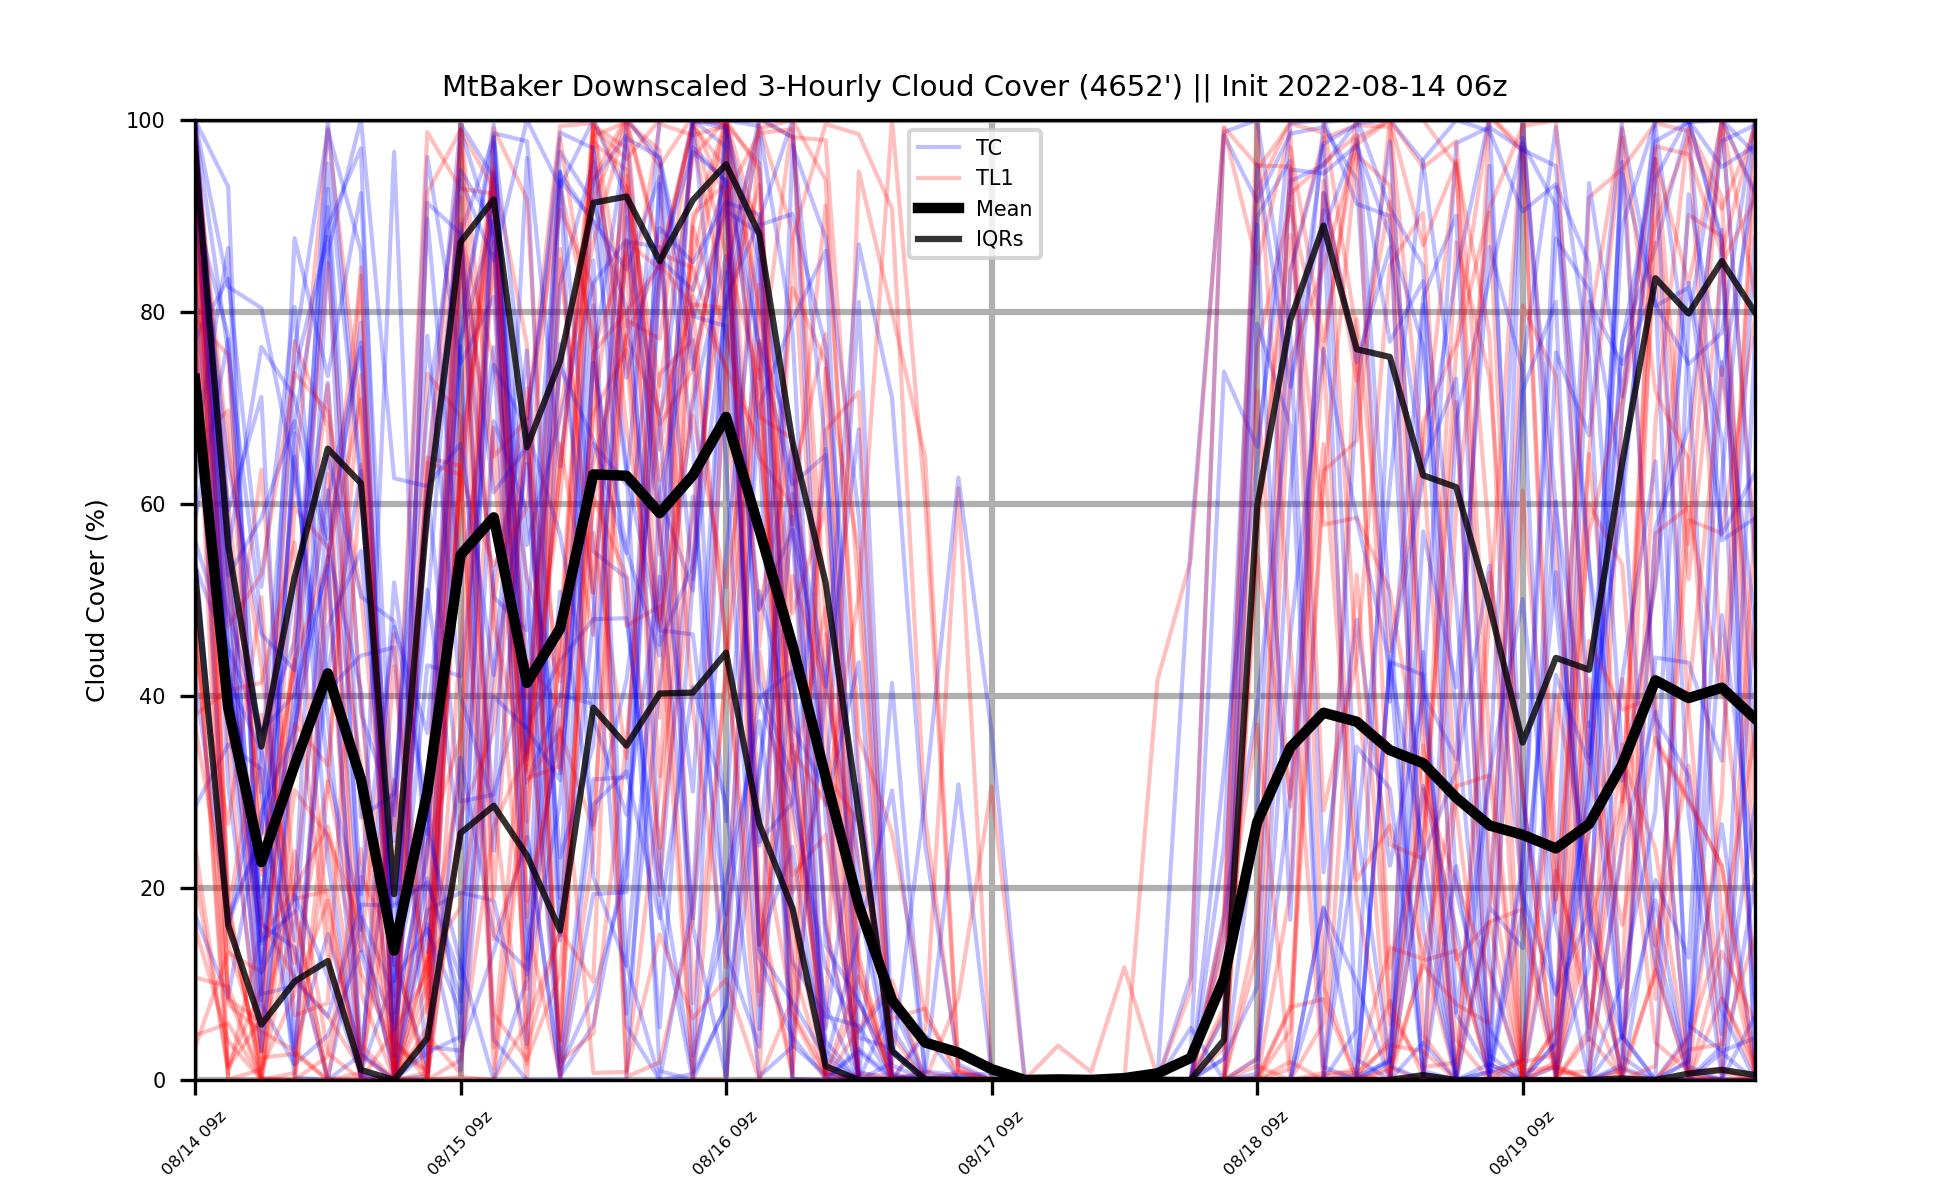 MtBaker Downscaled 3-Hourly Cloud Cover (4652') || Init 2022-08-14 06z
TC
TL1
Mean
IQRs
Cloud Cover (%)
100
80
60
40
20
0
08/14 09z
08/15 09z
08/16 09z
08/17 09z
08/18 09z
08/19 09z